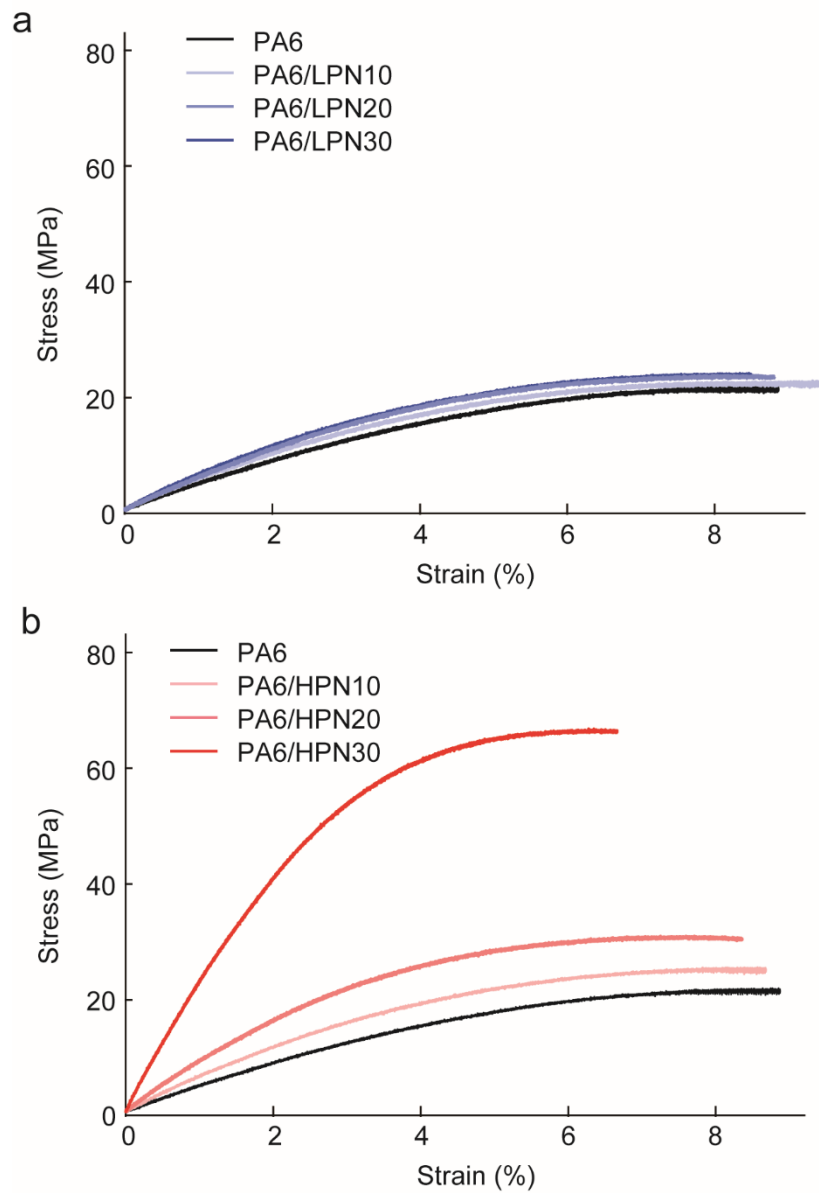 a
PA6
PA6/LPN10
PA6/LPN20
PA6/LPN30
80
60
40
20
0
Stress (MPa)
0 2 4 6 8
Strain (%)
b
PA6
PA6/HPN10
PA6/HPN20
PA6/HPN30
80
60
40
20
0
Stress (MPa)
0 2 4 6 8
Strain (%)